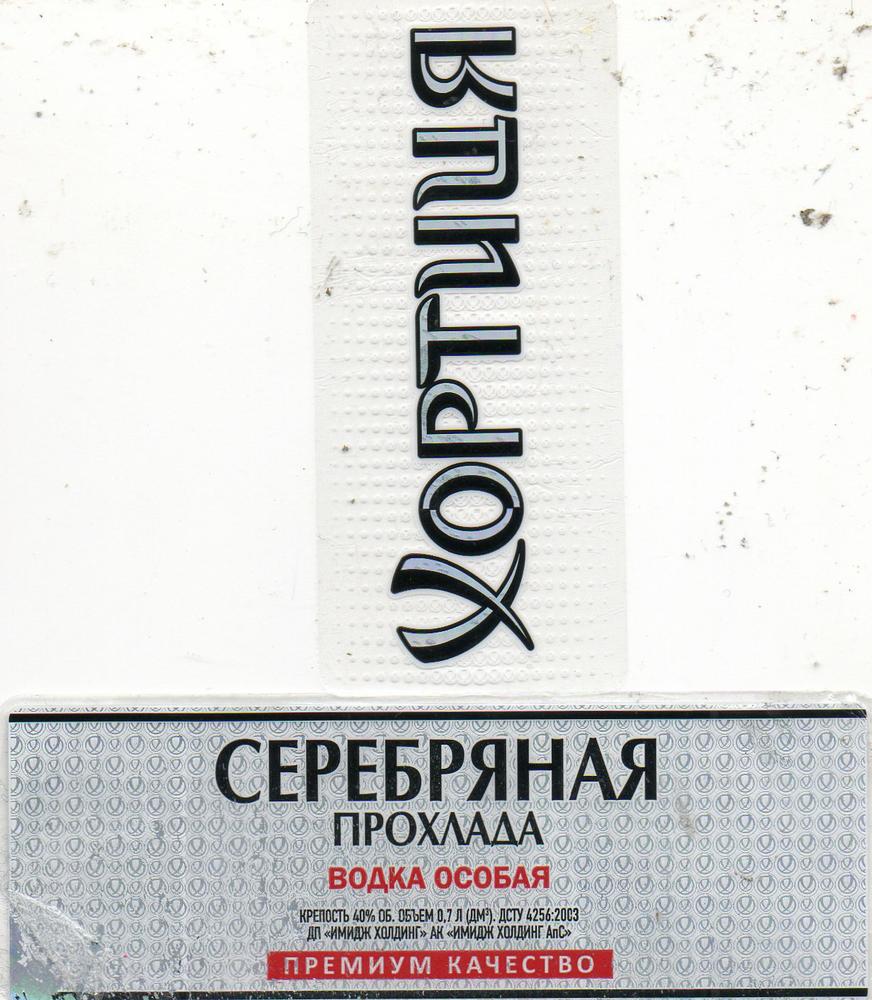 ХОРТИЦЯ
СЕРЕБРЯНАЯ
ПРОХЛАДА
ВОДКА ОСОБАЯ
КРЕПОСТЬ 40% ОБ. ОБЪЕМ 0,7 Л (ДМ³). ДСТУ 4256:2003
ДП «ИМИДЖ ХОЛДИНГ» АК «ИМИДЖ ХОЛДИНГ АпС»
ПРЕМИУМ КАЧЕСТВО